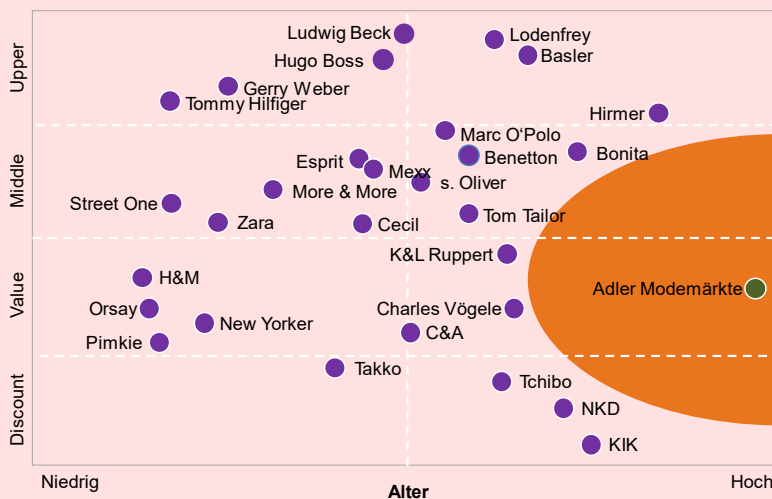 Upper
Ludwig Beck
Lodenfrey
Hugo Boss
Basler
Gerry Weber
Tommy Hilfiger
Hirmer
Middle
Marc O‘Polo
Esprit
Mexx
Benetton
Bonita
More & More
s. Oliver
Street One
Zara
Cecil
Tom Tailor
Value
K&L Ruppert
H&M
Adler Modemärkte
Orsay
New Yorker
Charles Vögele
C&A
Pimkie
Discount
Takko
Tchibo
NKD
KIK
Niedrig
Alter
Hoch